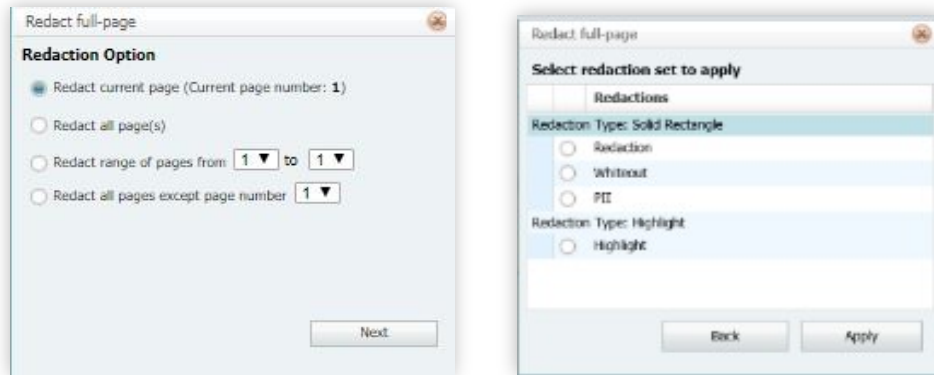 Redact full-page
Redaction Option
Redact current page (Current page number: 1)
Redact all page(s)
Redact range of pages from 1 ▼ to 1 ▼
Redact all pages except page number 1 ▼
Next
Redact full-page
Select redaction set to apply
Redactions
Redaction Type: Solid Rectangle
Redaction
Whiteout
PII
Redaction Type: Highlight
Highlight
Back Apply